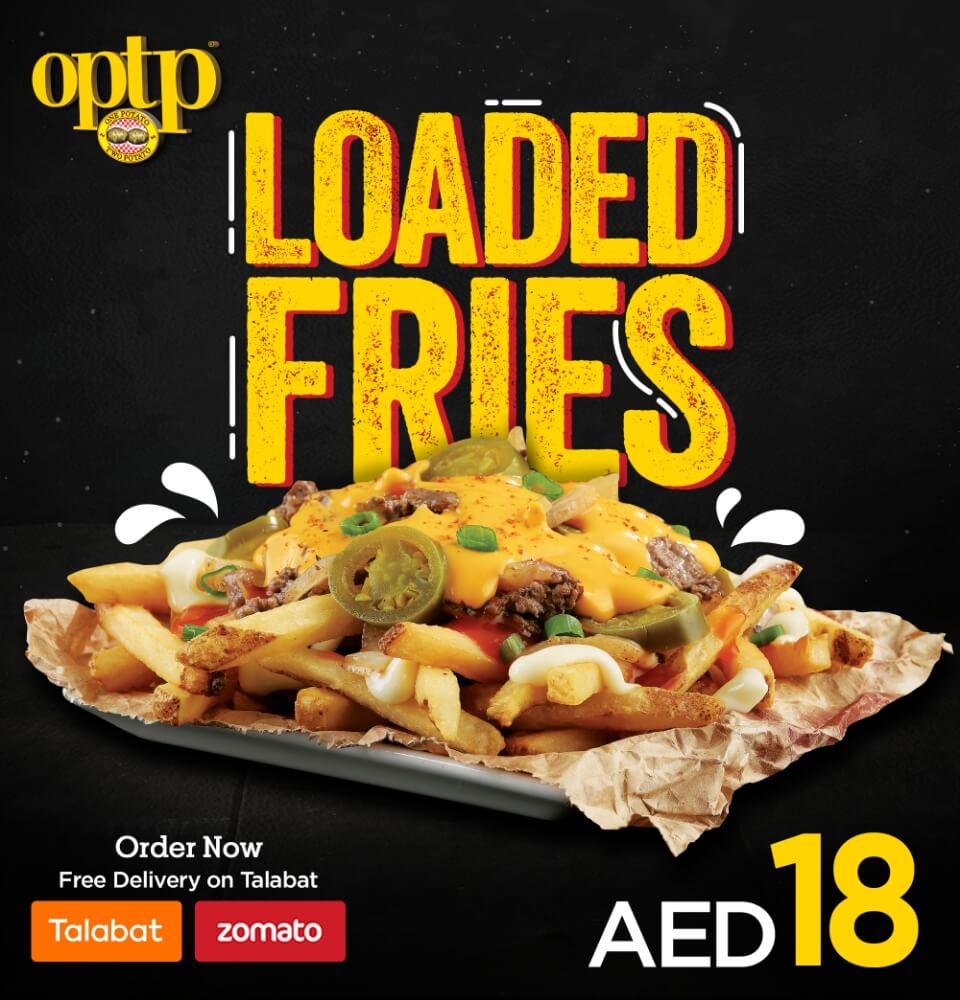 optp
ONE POTATO
TWO POTATO
LOADED
FRIES
Order Now
Free Delivery on Talabat
Talabat
zomato
AED 18